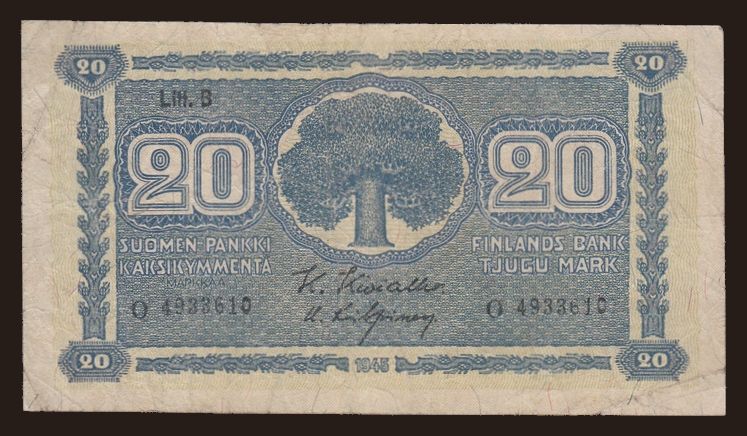 20 20
Litt. B
20 20
SUOMEN PANKKI FINLANDS BANK
KAKSIKYMMENTÄ TJUGU MARK
MARKKAA
O 4933610 O 4933610
20 1945 20